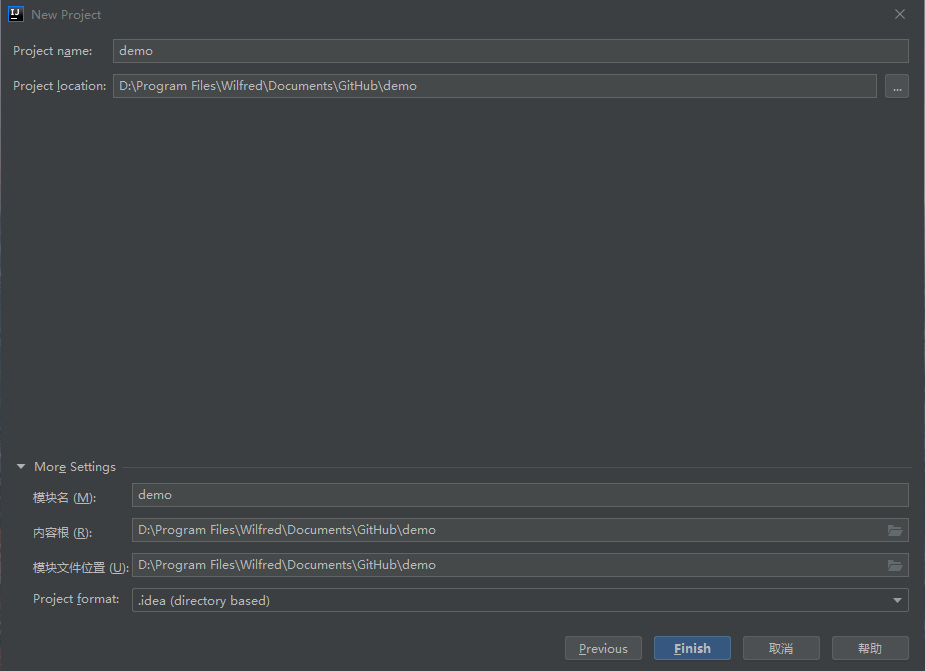 IJ
New Project
Project name: demo
Project location: D:\Program Files\Wilfred\Documents\GitHub\demo ...
More Settings
模块名 (M): demo
内容根 (R): D:\Program Files\Wilfred\Documents\GitHub\demo
模块文件位置 (U): D:\Program Files\Wilfred\Documents\GitHub\demo
Project format: .idea (directory based)
Previous Finish 取消 帮助